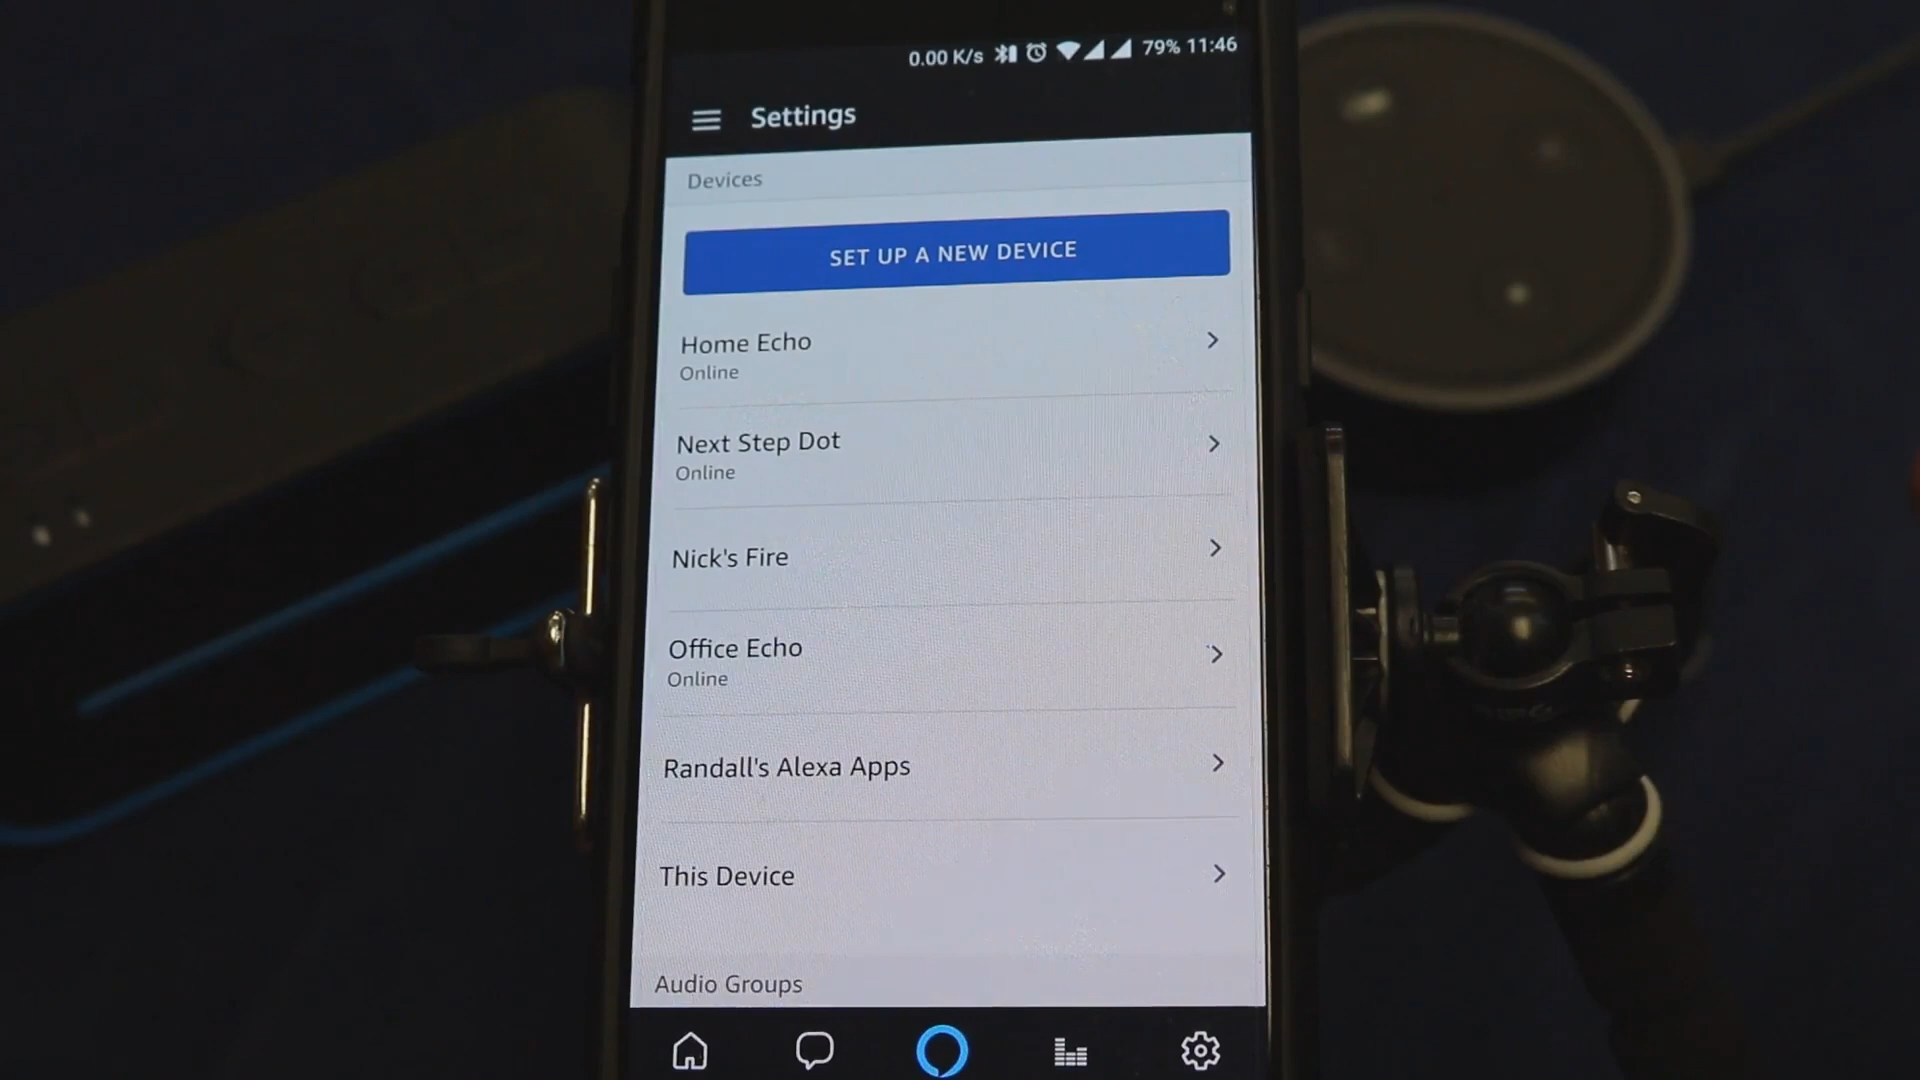 0.00 K/s 79% 11:46
Settings
Devices
SET UP A NEW DEVICE
Home Echo
Online
Next Step Dot
Online
Nick's Fire
Office Echo
Online
Randall's Alexa Apps
This Device
Audio Groups